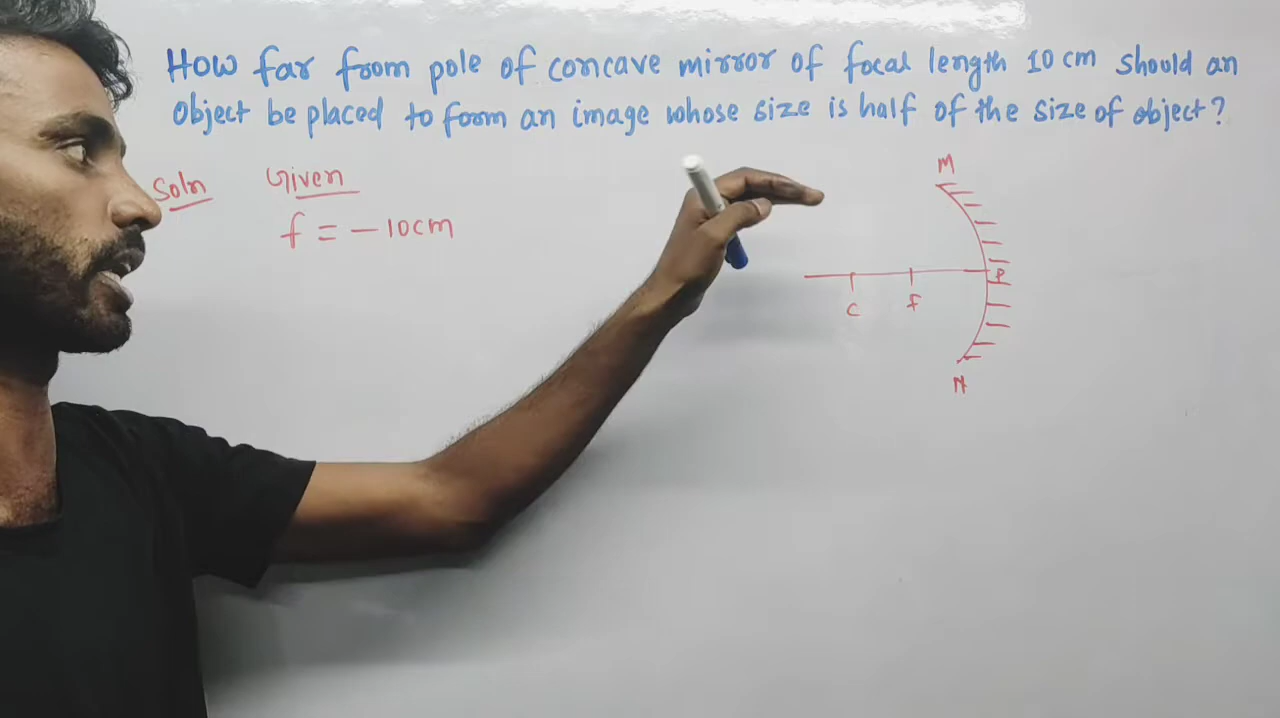 How far from pole of concave mirror of focal length 10 cm should an
object be placed to form an image whose size is half of the size of object?
Soln Given
f = -10cm
M
P
C F
N